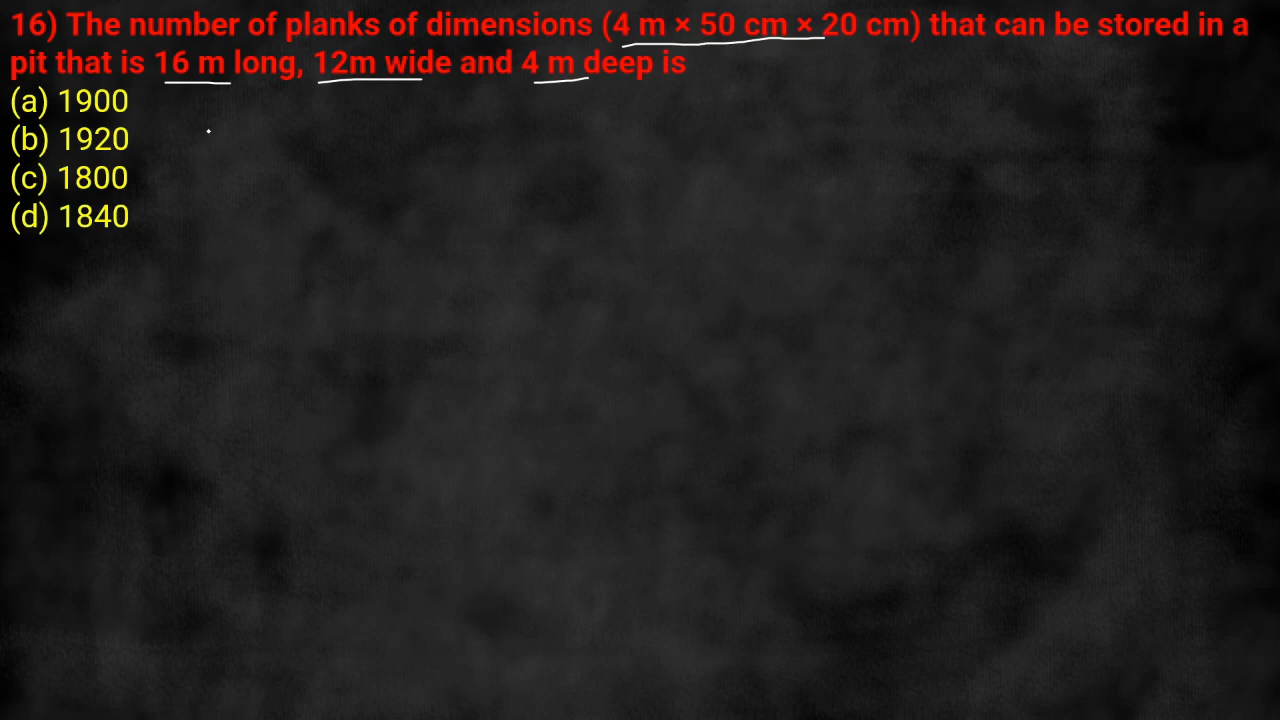 16) The number of planks of dimensions (4 m × 50 cm × 20 cm) that can be stored in a
pit that is 16 m long, 12m wide and 4 m deep is
(a) 1900
(b) 1920
(c) 1800
(d) 1840